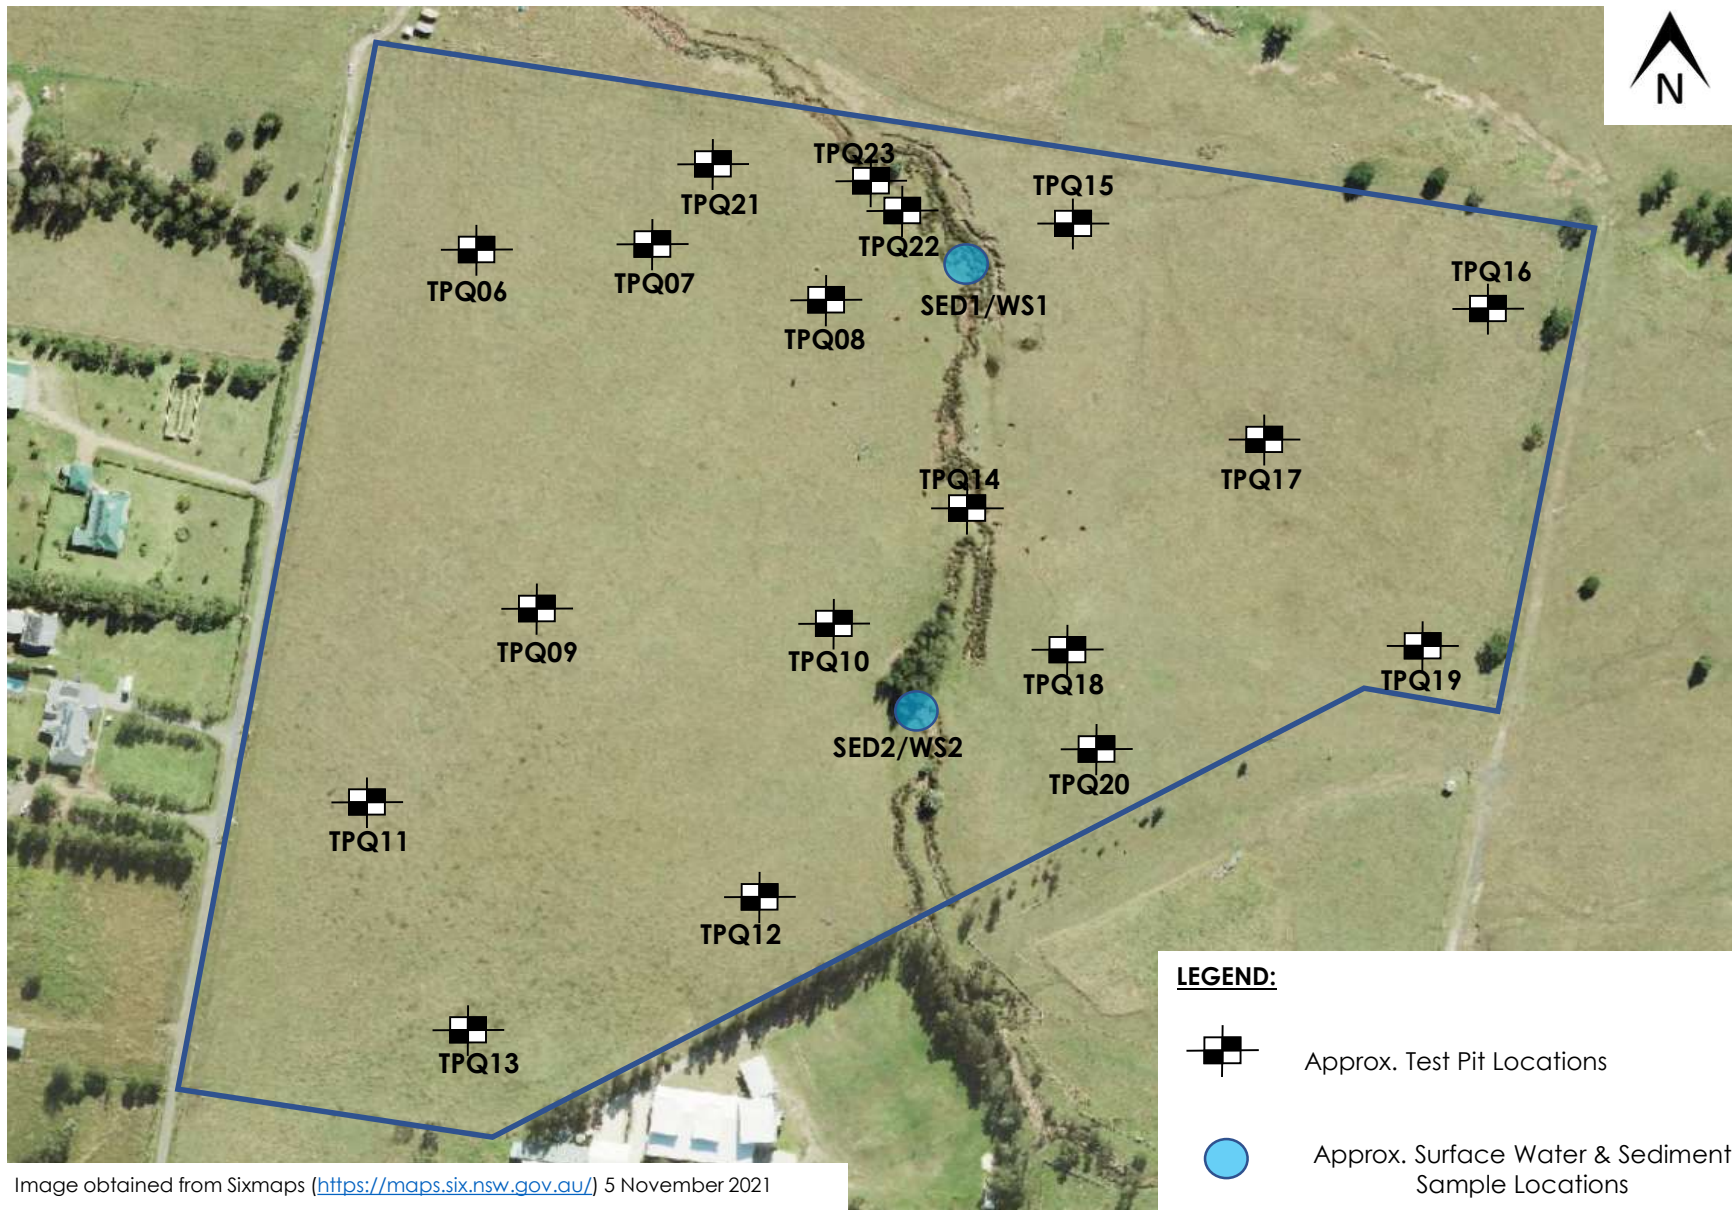 N
TPQ23
TPQ15
TPQ21
TPQ22
TPQ16
TPQ06
TPQ07
SED1/WS1
TPQ08
TPQ14
TPQ17
TPQ09
TPQ10
TPQ18
TPQ19
SED2/WS2
TPQ20
TPQ11
TPQ12
TPQ13
LEGEND:
Approx. Test Pit Locations
Approx. Surface Water & Sediment
Sample Locations
Image obtained from Sixmaps (https://maps.six.nsw.gov.au/) 5 November 2021